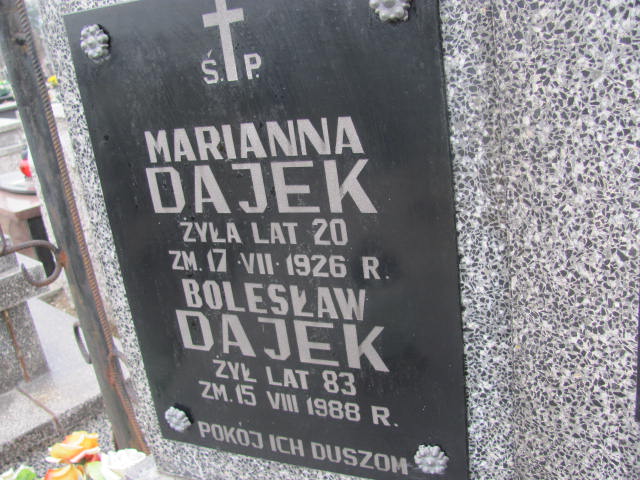 Ś. P.
MARIANNA
DAJEK
ŻYŁA LAT 20
ZM. 17 VII 1926 R.
BOLESŁAW
DAJEK
ŻYŁ LAT 83
ZM. 15 VIII 1988 R.
POKÓJ ICH DUSZOM